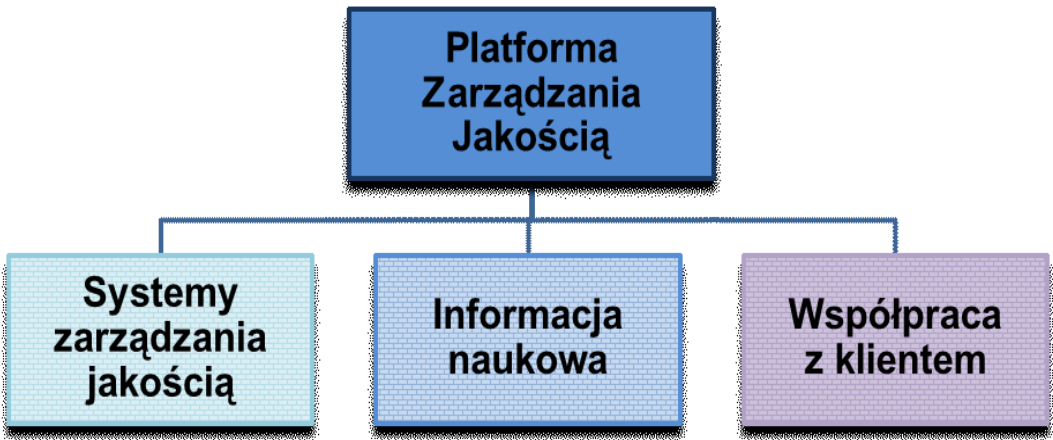 Platforma
Zarządzania
Jakością
Systemy
zarządzania
jakością
Informacja
naukowa
Współpraca
z klientem